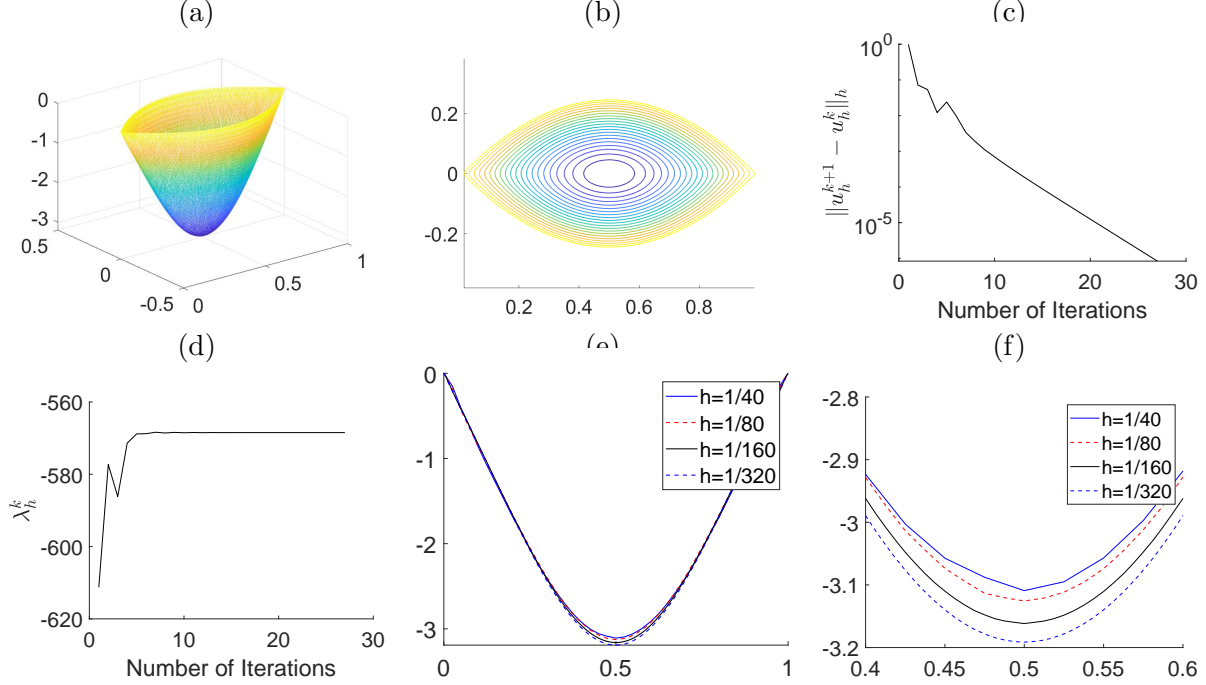 (a)
0
-1
-2
-3
0.5
0
-0.5
0
0.5
1
(b)
0.2
0
-0.2
0.2
0.4
0.6
0.8
(c)
10^0
10^-5
||u_h^{k+1} − u_h^k||_h
0
10
20
30
Number of Iterations
(d)
-560
-580
-600
-620
λ_h^k
0
10
20
30
Number of Iterations
(e)
0
-1
-2
-3
0
0.5
1
h=1/40
h=1/80
h=1/160
h=1/320
(f)
-2.8
-2.9
-3
-3.1
-3.2
0.4
0.45
0.5
0.55
0.6
h=1/40
h=1/80
h=1/160
h=1/320